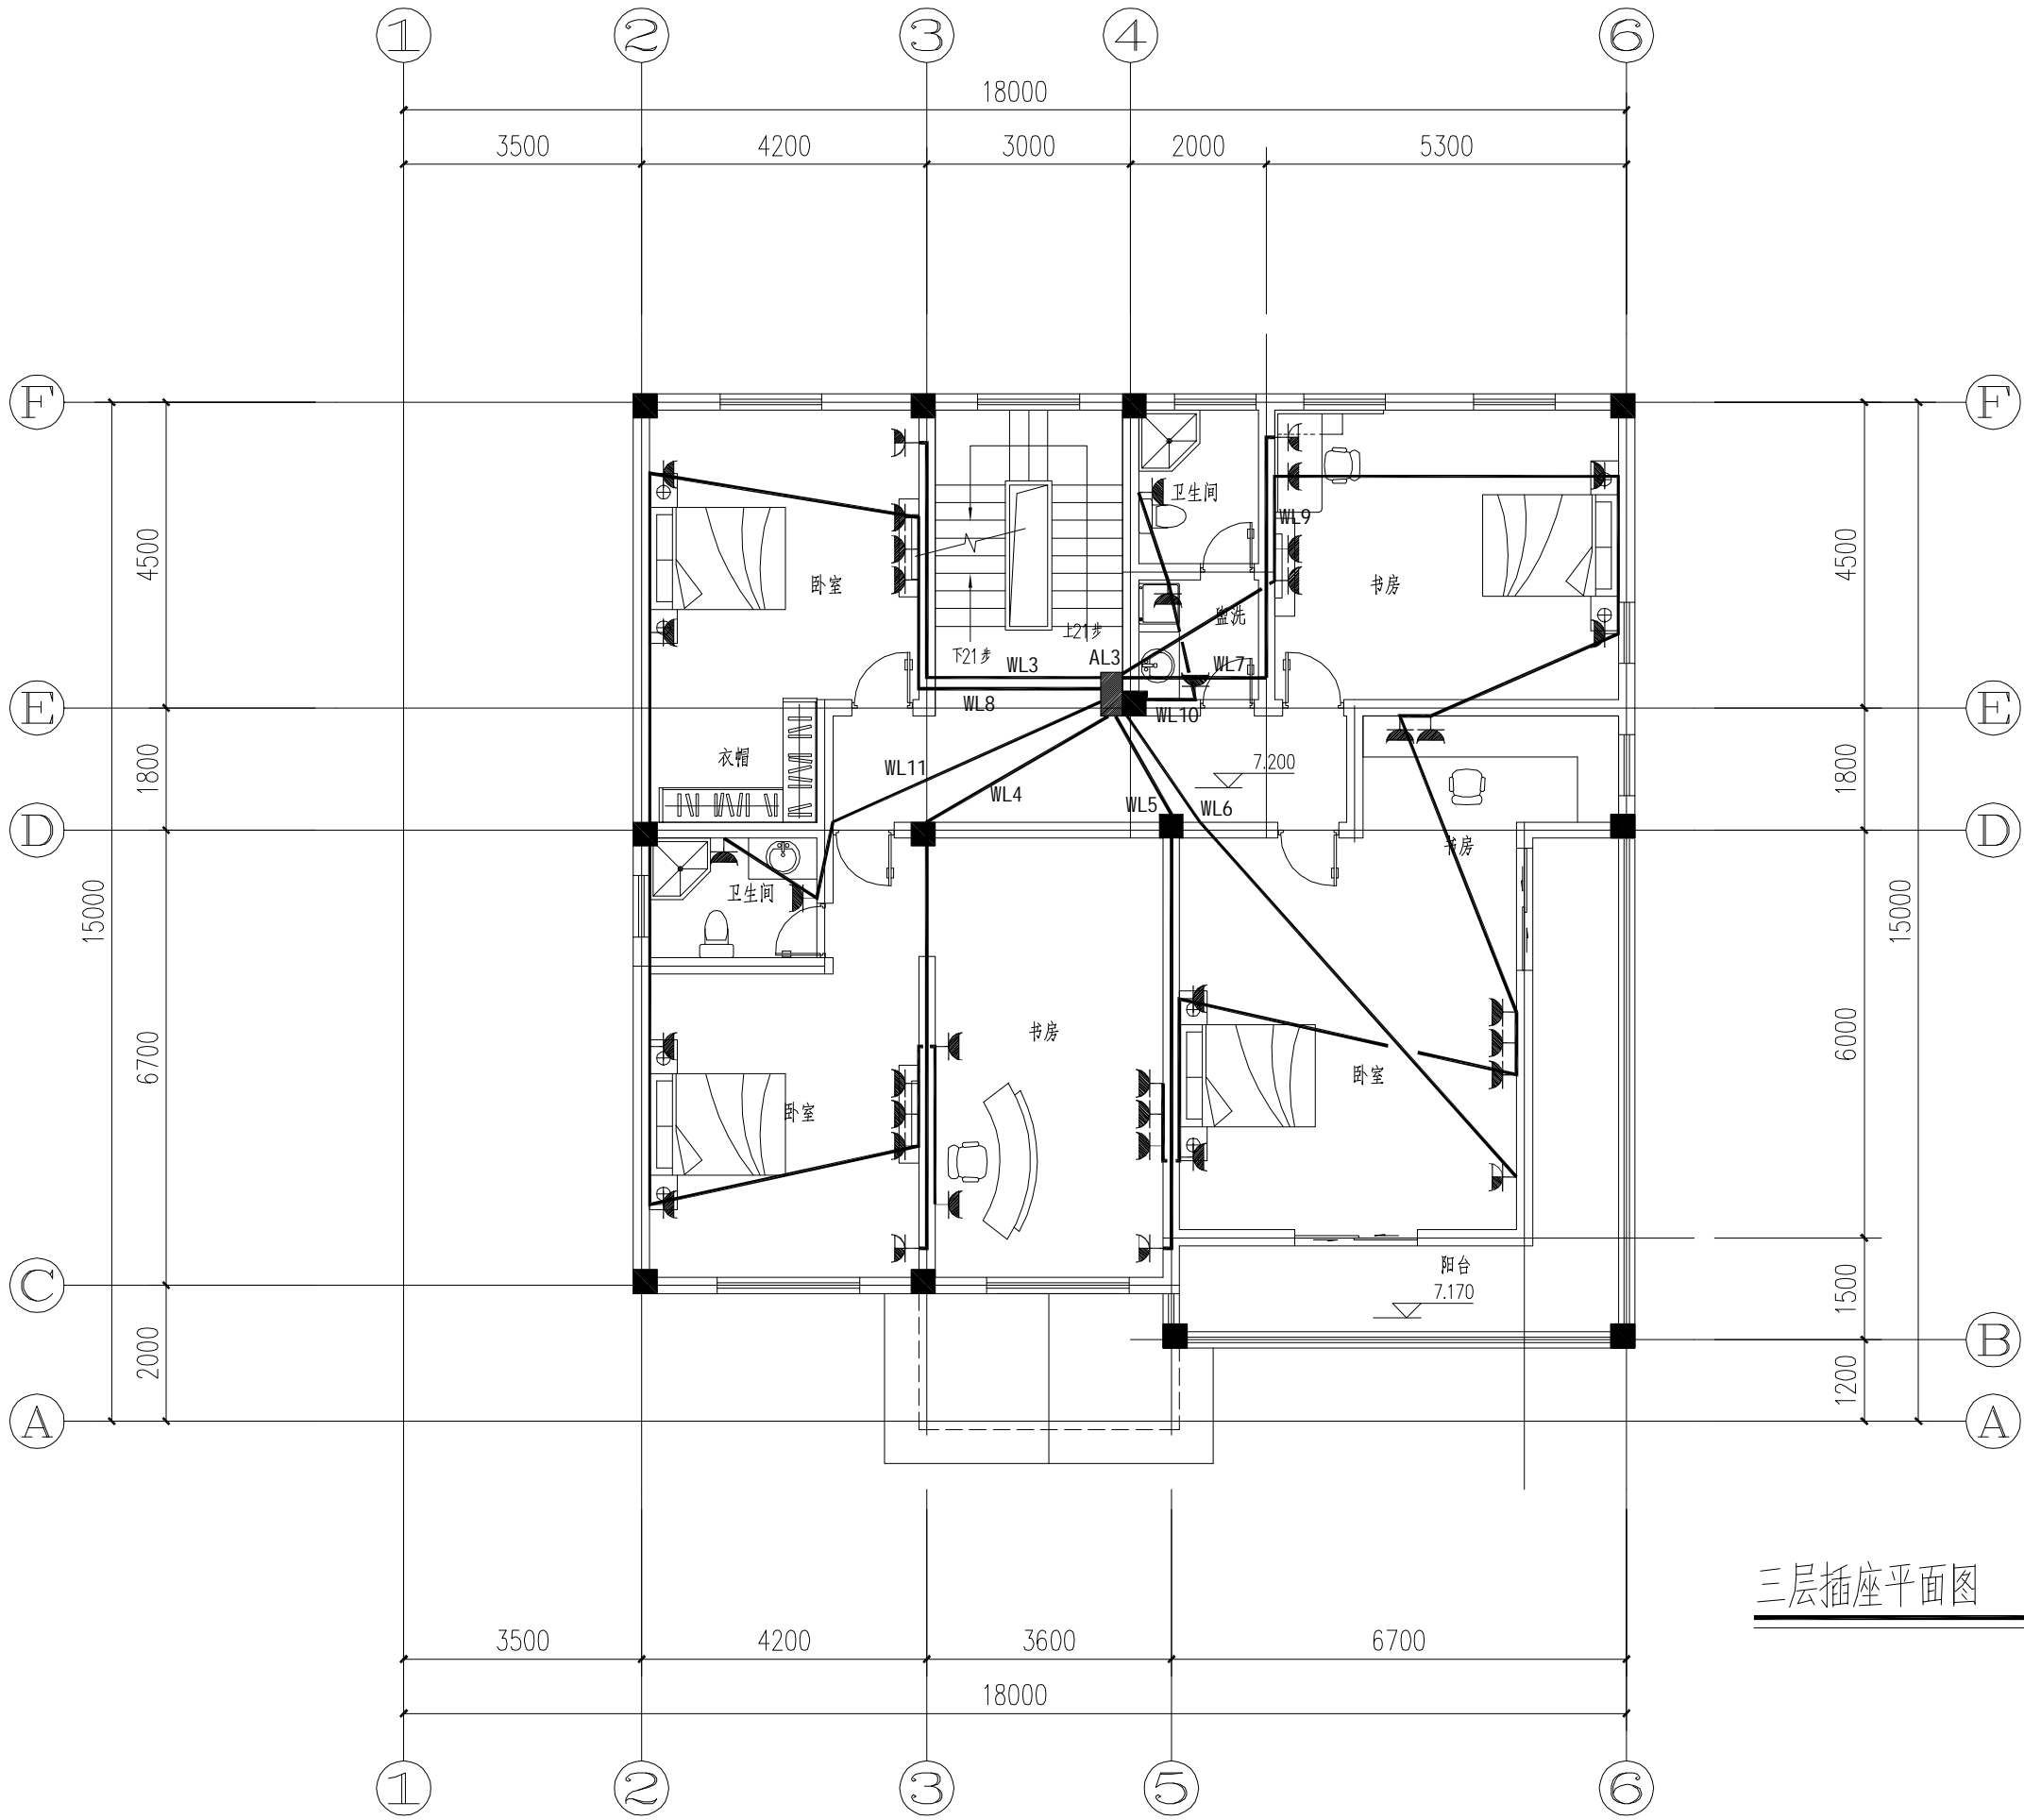 1 2 3 4 6
18000
3500 4200 3000 2000 5300
F F
4500 4500
卫生间
WL9
卧室 书房
盥洗
上21步
下21步 WL3 AL3 WL7
E WL8 WL10 E
衣帽 WL11 7.200
1800 1800
WL4 WL5 WL6
D D
书房
卫生间
15000 15000
书房
6700 6000
卧室
卧室
阳台
C 7.170 1500
2000 B
1200
A A
三层插座平面图
3500 4200 3600 6700
18000
1 2 3 5 6